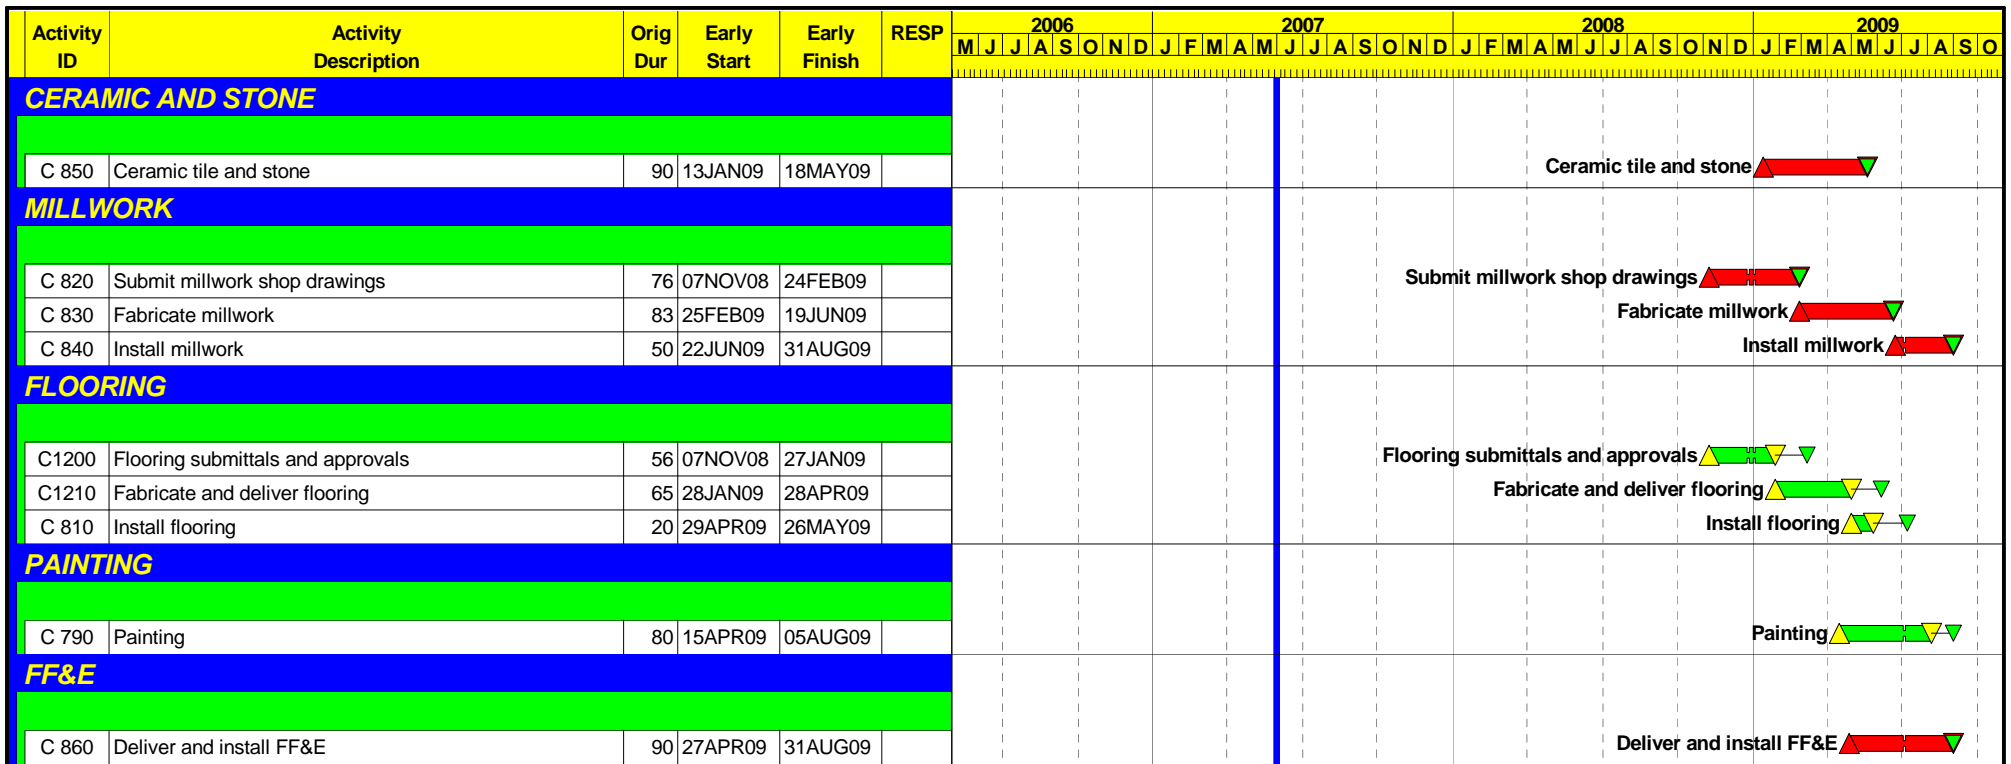 Activity ID Activity Description Orig Dur Early Start Early Finish RESP
2006 2007 2008 2009
M J J A S O N D J F M A M J J A S O N D J F M A M J J A S O N D J F M A M J J A S O
CERAMIC AND STONE
C 850 Ceramic tile and stone 90 13JAN09 18MAY09 Ceramic tile and stone
MILLWORK
C 820 Submit millwork shop drawings 76 07NOV08 24FEB09 Submit millwork shop drawings
C 830 Fabricate millwork 83 25FEB09 19JUN09 Fabricate millwork
C 840 Install millwork 50 22JUN09 31AUG09 Install millwork
FLOORING
C1200 Flooring submittals and approvals 56 07NOV08 27JAN09 Flooring submittals and approvals
C1210 Fabricate and deliver flooring 65 28JAN09 28APR09 Fabricate and deliver flooring
C 810 Install flooring 20 29APR09 26MAY09 Install flooring
PAINTING
C 790 Painting 80 15APR09 05AUG09 Painting
FF&E
C 860 Deliver and install FF&E 90 27APR09 31AUG09 Deliver and install FF&E